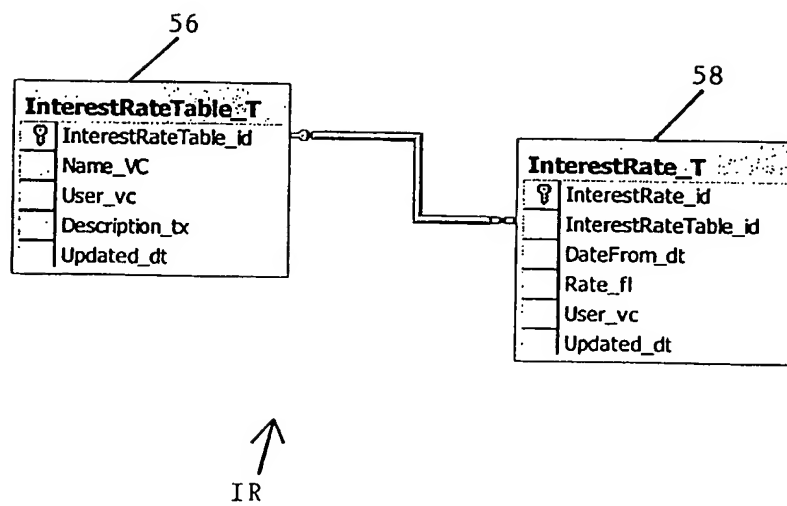 56
InterestRateTable_T
InterestRateTable_id
Name_VC
User_vc
Description_tx
Updated_dt
58
InterestRate_T
InterestRate_id
InterestRateTable_id
DateFrom_dt
Rate_fl
User_vc
Updated_dt
IR